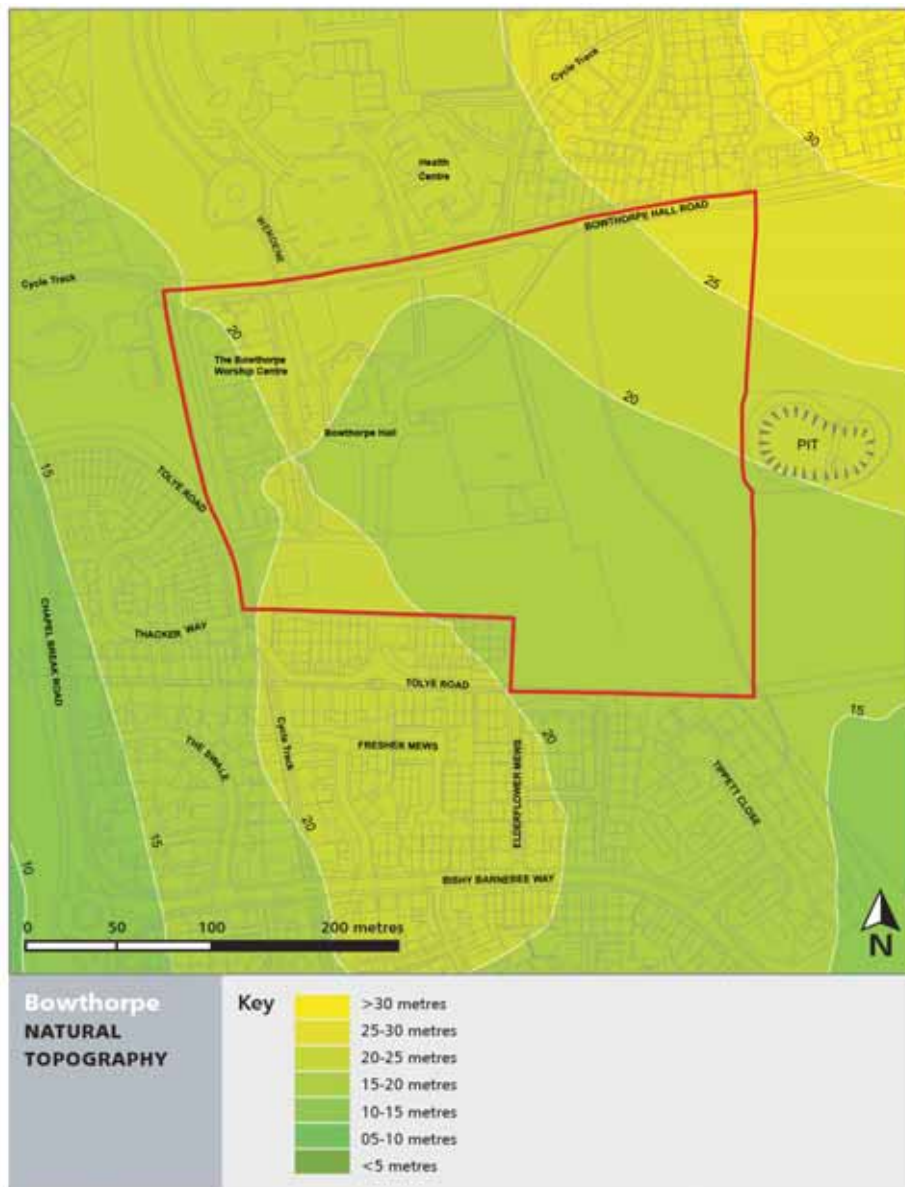 Cycle Track
30
Health
Centre
WENDENE
BOWTHORPE HALL ROAD
Cycle Track
25
20
The Bowthorpe
Worship Centre
20
Bowthorpe Hall
PIT
15
TOLYE ROAD
CHAPEL BREAK ROAD
THACKER WAY
TOLYE ROAD
15
Cycle Track
FRESHER MEWS
20
THE SWALE
ELDERFLOWER MEWS
TIPPETT CLOSE
20
15
10
BISHY BARNEBEE WAY
0 50 100 200 metres
N
Bowthorpe
NATURAL
TOPOGRAPHY
Key
>30 metres
25-30 metres
20-25 metres
15-20 metres
10-15 metres
05-10 metres
<5 metres